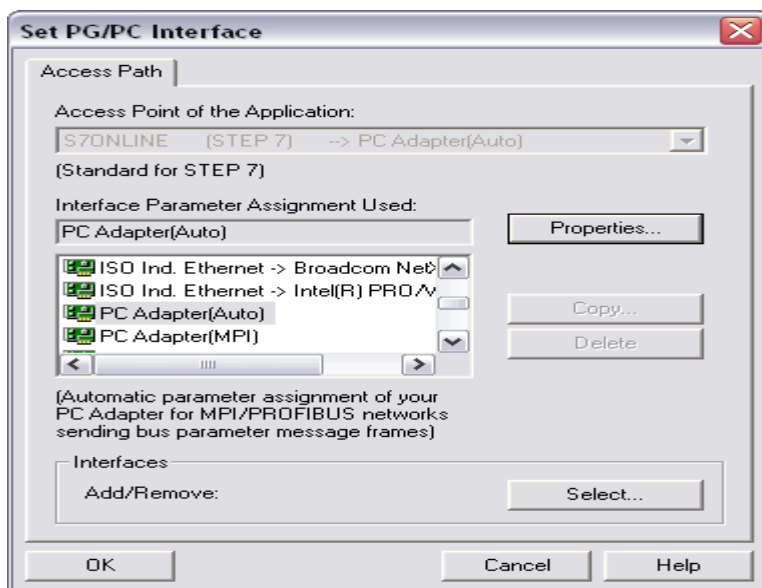 Set PG/PC Interface
Access Path
Access Point of the Application:
S7ONLINE (STEP 7) --> PC Adapter(Auto)
(Standard for STEP 7)
Interface Parameter Assignment Used:
PC Adapter(Auto)
Properties...
ISO Ind. Ethernet -> Broadcom Net
ISO Ind. Ethernet -> Intel(R) PRO/
PC Adapter(Auto)
PC Adapter(MPI)
Copy...
Delete
(Automatic parameter assignment of your
PC Adapter for MPI/PROFIBUS networks
sending bus parameter message frames)
Interfaces
Add/Remove:
Select...
OK
Cancel
Help